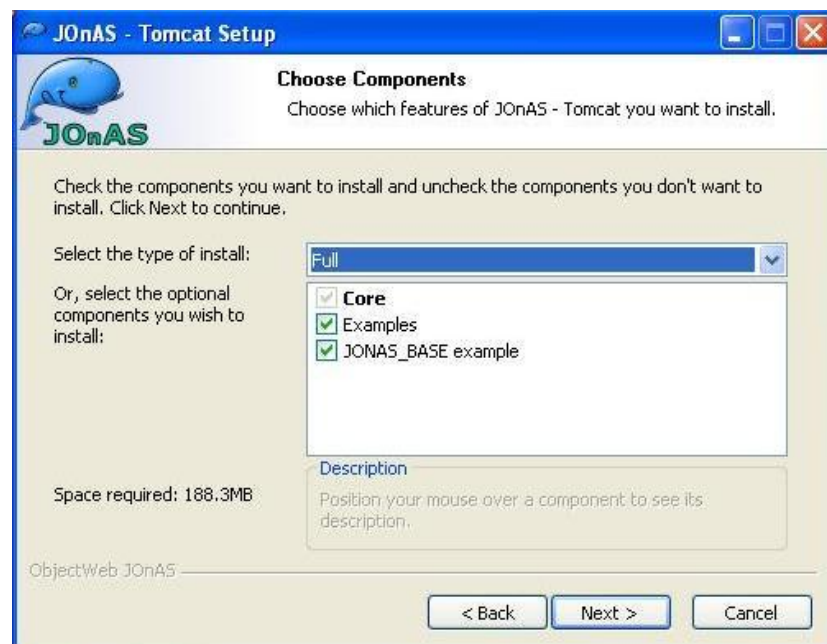 JOnAS - Tomcat Setup
JOnAS
Choose Components
Choose which features of JOnAS - Tomcat you want to install.
Check the components you want to install and uncheck the components you don't want to
install. Click Next to continue.
Select the type of install:
Full
Or, select the optional
components you wish to
install:
Core
Examples
JONAS_BASE example
Space required: 188.3MB
Description
Position your mouse over a component to see its
description.
ObjectWeb JOnAS
< Back
Next >
Cancel